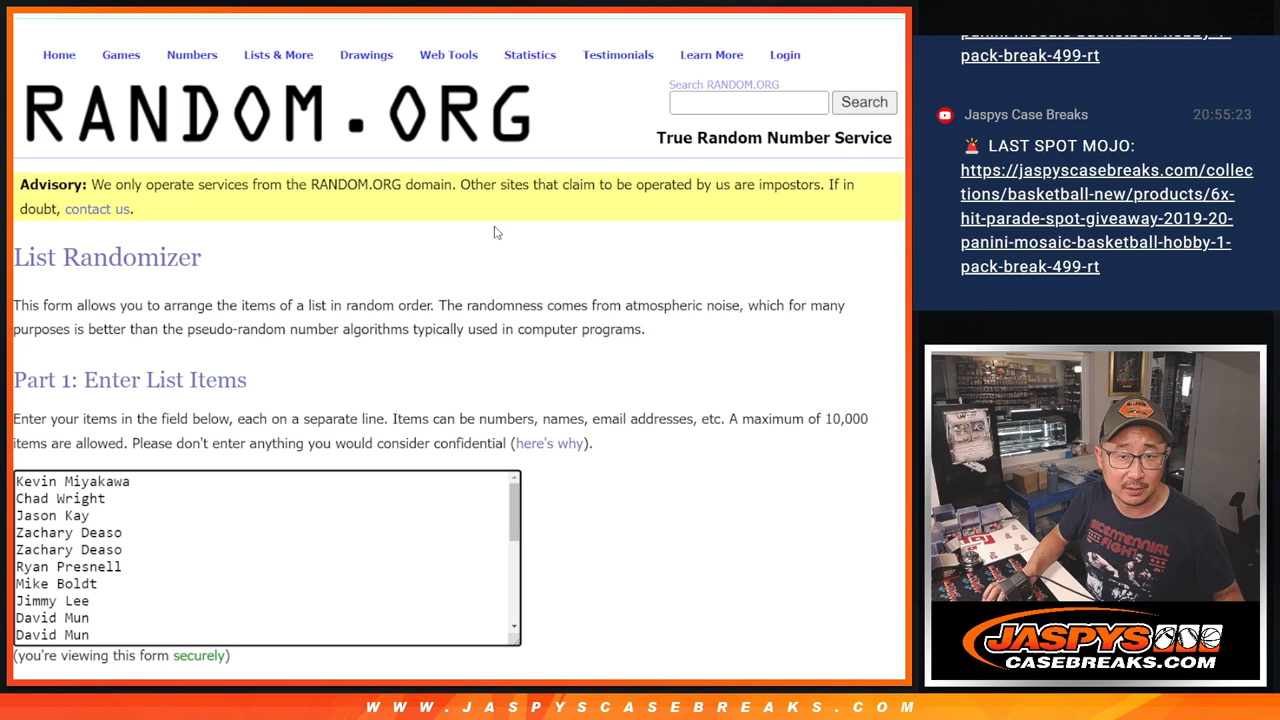 Home Games Numbers Lists & More Drawings Web Tools Statistics Testimonials Learn More Login
RANDOM.ORG
Search RANDOM.ORG
Search
True Random Number Service
Advisory: We only operate services from the RANDOM.ORG domain. Other sites that claim to be operated by us are impostors. If in
doubt, contact us.
List Randomizer
This form allows you to arrange the items of a list in random order. The randomness comes from atmospheric noise, which for many
purposes is better than the pseudo-random number algorithms typically used in computer programs.
Part 1: Enter List Items
Enter your items in the field below, each on a separate line. Items can be numbers, names, email addresses, etc. A maximum of 10,000
items are allowed. Please don't enter anything you would consider confidential (here's why).
Kevin Miyakawa
Chad Wright
Jason Kay
Zachary Deaso
Zachary Deaso
Ryan Presnell
Mike Boldt
Jimmy Lee
David Mun
David Mun
(you're viewing this form securely)
panini-mosaic-basketball-hobby-1-
pack-break-499-rt
Jaspys Case Breaks 20:55:23
🚨 LAST SPOT MOJO:
https://jaspyscasebreaks.com/collec
tions/basketball-new/products/6x-
hit-parade-spot-giveaway-2019-20-
panini-mosaic-basketball-hobby-1-
pack-break-499-rt
BICENTENNIAL
FIGHT
JASPYS
CASEBREAKS.COM
WWW.JASPYSCASEBREAKS.COM